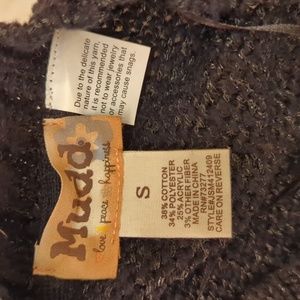 Due to the delicate
nature of this yarn,
it is recommended
not to wear jewelry
or accessories that
may cause snags.
Mudd
love peace happiness
S
38% COTTON
34% POLYESTER
25% ACRYLIC
3% OTHER FIBER
MADE IN CHINA
RN#73277
STYLE#JSM412459
CARE ON REVERSE